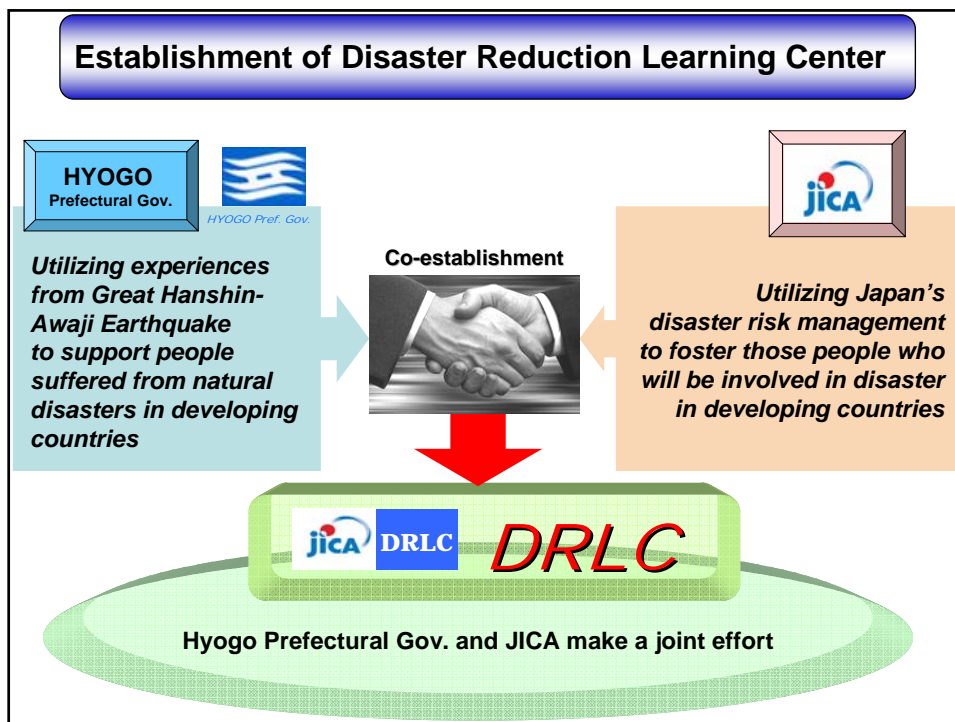 Establishment of Disaster Reduction Learning Center
HYOGO
Prefectural Gov.
HYOGO Pref. Gov.
Utilizing experiences
from Great Hanshin-
Awaji Earthquake
to support people
suffered from natural
disasters in developing
countries
Co-establishment
jICA
Utilizing Japan's
disaster risk management
to foster those people who
will be involved in disaster
in developing countries
jICA DRLC DRLC
Hyogo Prefectural Gov. and JICA make a joint effort